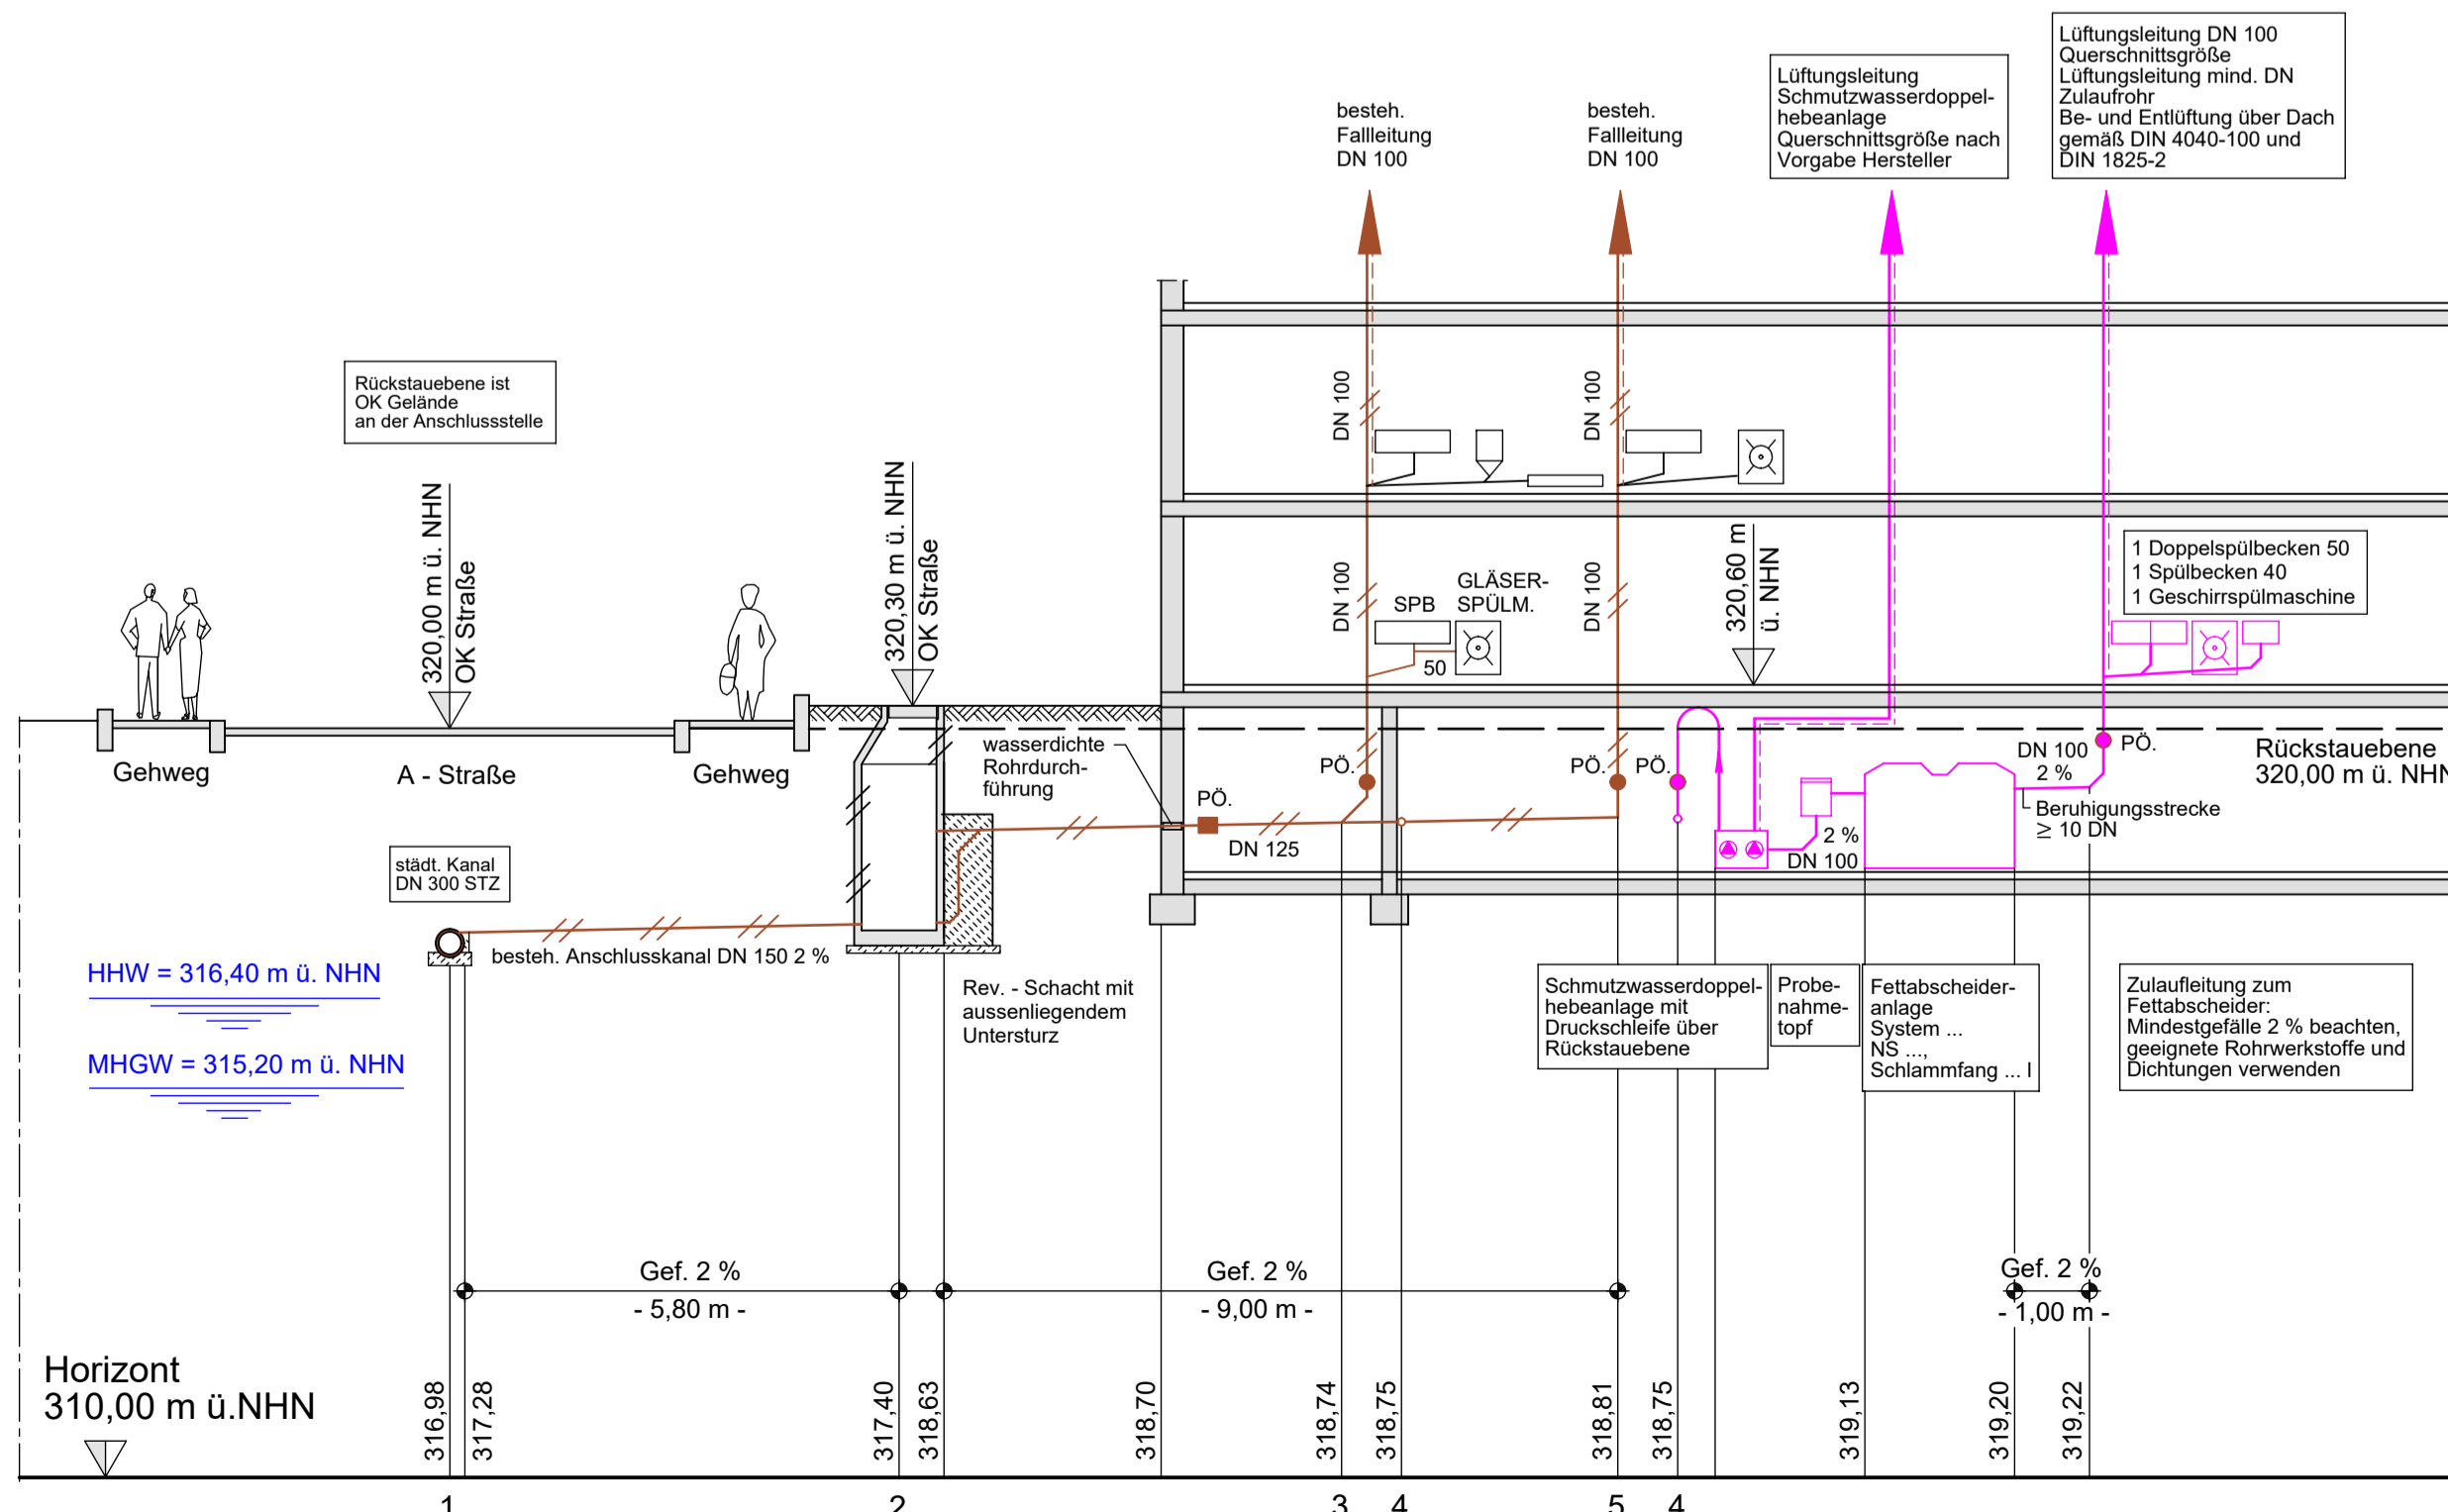 Lüftungsleitung DN 100
Querschnittsgröße
Lüftungsleitung mind. DN
Zulaufrohr
Be- und Entlüftung über Dach
gemäß DIN 4040-100 und
DIN 1825-2
Lüftungsleitung
Schmutzwasserdoppel-
hebeanlage
Querschnittsgröße nach
Vorgabe Hersteller
besteh.
Fallleitung
DN 100
besteh.
Fallleitung
DN 100
Rückstauebene ist
OK Gelände
an der Anschlussstelle
DN 100
DN 100
320,00 m ü. NHN
OK Straße
320,30 m ü. NHN
OK Straße
DN 100
SPB
GLÄSER-
SPÜLM.
50
DN 100
320,60 m
ü. NHN
1 Doppelspülbecken 50
1 Spülbecken 40
1 Geschirrspülmaschine
Gehweg
A - Straße
Gehweg
wasserdichte
Rohrdurch-
führung
PÖ.
DN 125
PÖ.
PÖ.
PÖ.
DN 100
2 %
PÖ.
Rückstauebene
320,00 m ü. NHN
Beruhigungsstrecke
≥ 10 DN
2 %
DN 100
städt. Kanal
DN 300 STZ
besteh. Anschlusskanal DN 150 2 %
HHW = 316,40 m ü. NHN
MHGW = 315,20 m ü. NHN
Rev. - Schacht mit
aussenliegendem
Untersturz
Schmutzwasserdoppel-
hebeanlage mit
Druckschleife über
Rückstauebene
Probe-
nahme-
topf
Fettabscheider-
anlage
System ...
NS ...,
Schlammfang ... l
Zulaufleitung zum
Fettabscheider:
Mindestgefälle 2 % beachten,
geeignete Rohrwerkstoffe und
Dichtungen verwenden
Gef. 2 %
- 5,80 m -
Gef. 2 %
- 9,00 m -
Gef. 2 %
- 1,00 m -
Horizont
310,00 m ü.NHN
316,98
317,28
317,40
318,63
318,70
318,74
318,75
318,81
318,75
319,13
319,20
319,22
1
2
3
4
5
4